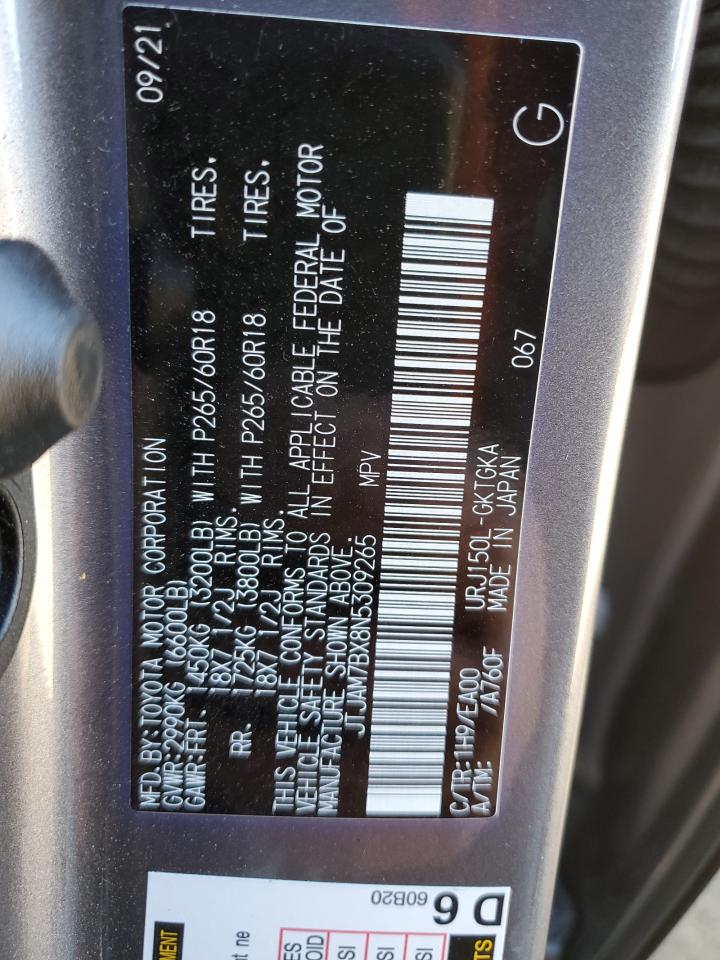 MFD.BY:TOYOTA MOTOR CORPORATION 09/21
GVWR:2990KG (6600LB)
GAWR:FRT. 1450KG (3200LB) WITH P265/60R18 TIRES.
18X7 1/2J RIMS.
RR. 1725KG (3800LB) WITH P265/60R18 TIRES.
18X7 1/2J RIMS.
THIS VEHICLE CONFORMS TO ALL APPLICABLE FEDERAL MOTOR
VEHICLE SAFETY STANDARDS IN EFFECT ON THE DATE OF
MANUFACTURE SHOWN ABOVE.
JTJAM7BX8N5309265 MPV
C/TR:1H9/EA00 URJ150L-GKTGKA 067 G
A/TM: /A760F MADE IN JAPAN
D 6
60B20